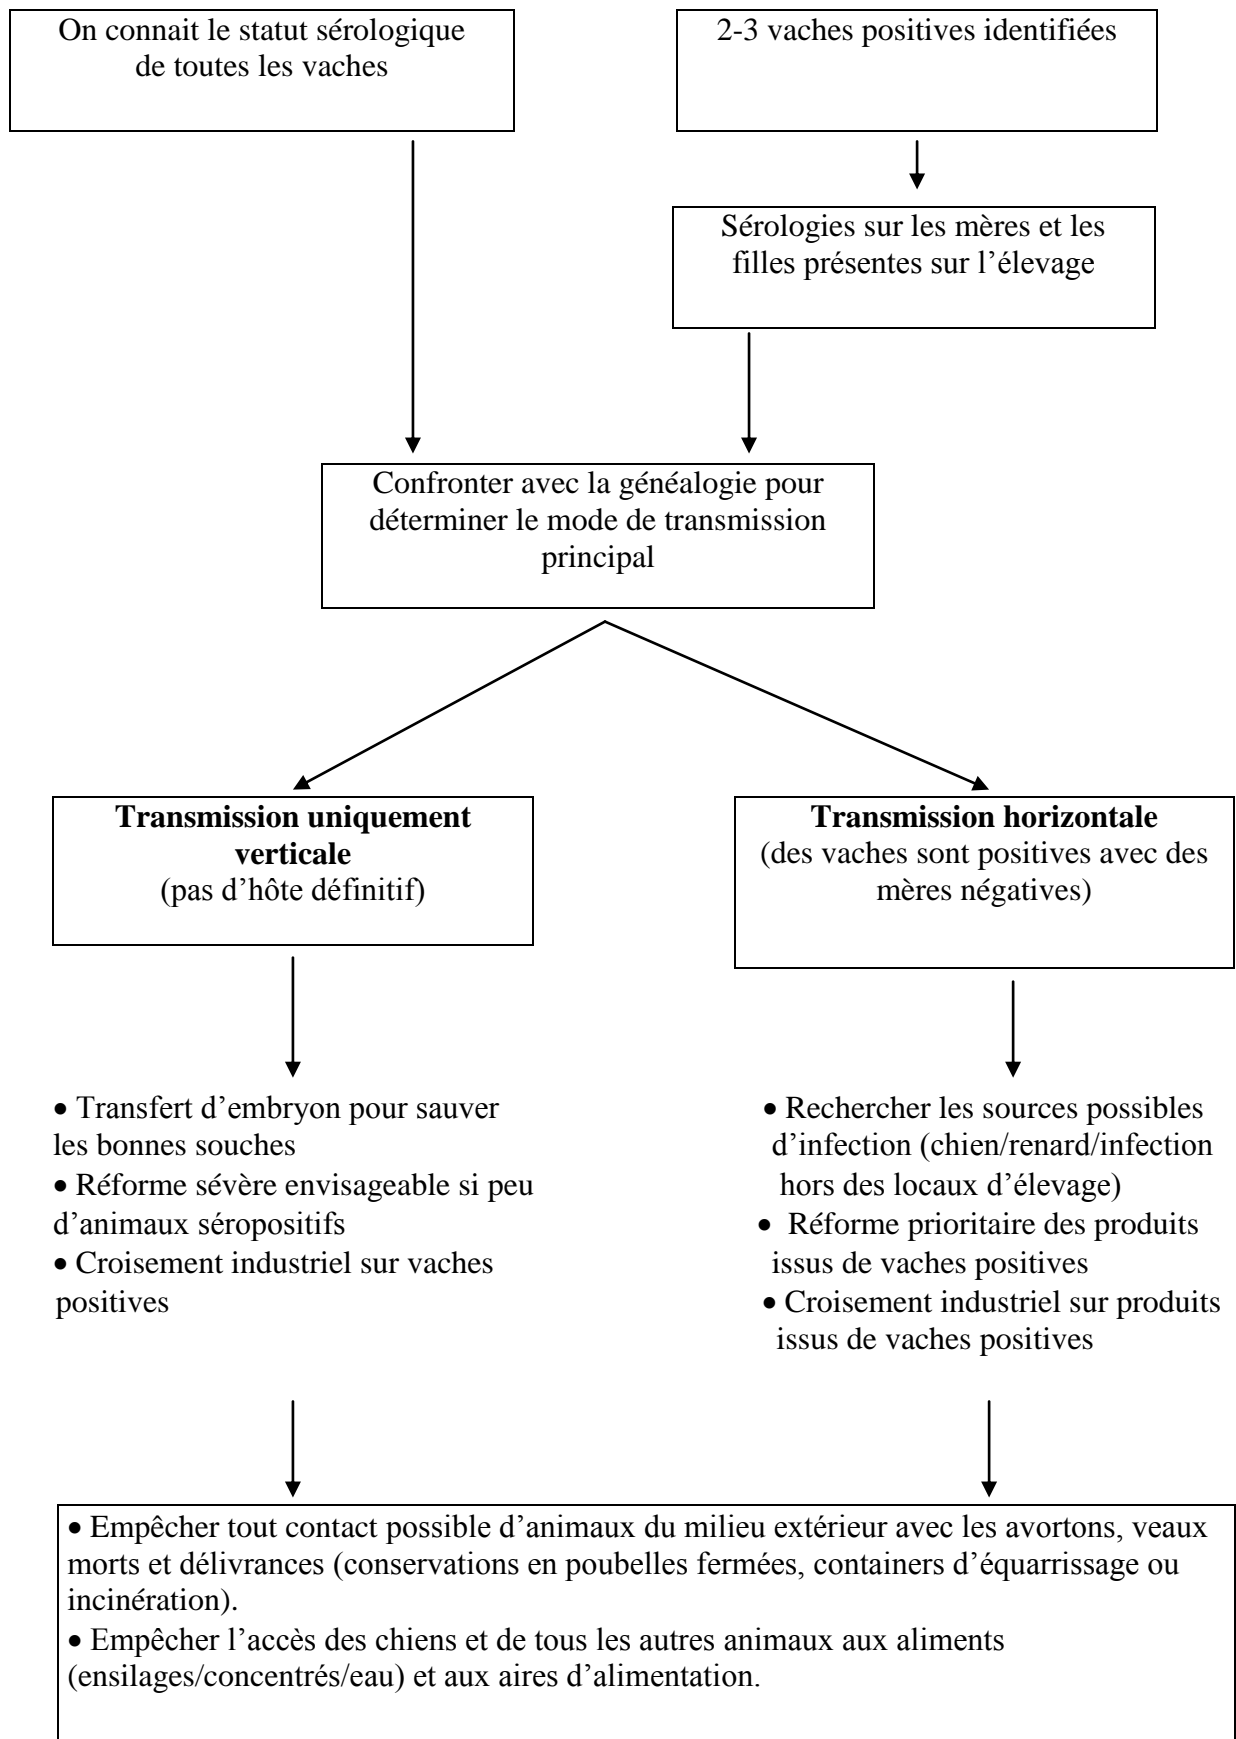 On connait le statut sérologique
de toutes les vaches
2-3 vaches positives identifiées
Sérologies sur les mères et les
filles présentes sur l’élevage
Confronter avec la généalogie pour
déterminer le mode de transmission
principal
Transmission uniquement
verticale
(pas d’hôte définitif)
Transmission horizontale
(des vaches sont positives avec des
mères négatives)
• Transfert d’embryon pour sauver
les bonnes souches
• Réforme sévère envisageable si peu
d’animaux séropositifs
• Croisement industriel sur vaches
positives
• Rechercher les sources possibles
d’infection (chien/renard/infection
hors des locaux d’élevage)
• Réforme prioritaire des produits
issus de vaches positives
• Croisement industriel sur produits
issus de vaches positives
• Empêcher tout contact possible d’animaux du milieu extérieur avec les avortons, veaux
morts et délivrances (conservations en poubelles fermées, containers d’équarrissage ou
incinération).
• Empêcher l’accès des chiens et de tous les autres animaux aux aliments
(ensilages/concentrés/eau) et aux aires d’alimentation.